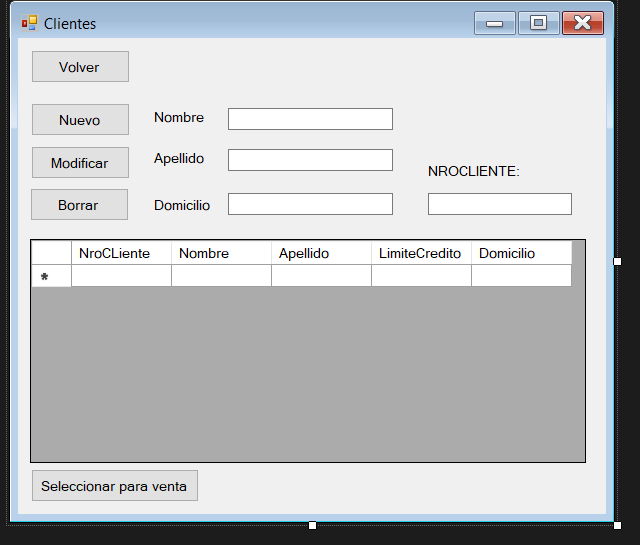 Clientes
Volver
Nuevo
Nombre
Modificar
Apellido
NROCLIENTE:
Borrar
Domicilio
NroCLiente Nombre Apellido LimiteCredito Domicilio
*
Seleccionar para venta